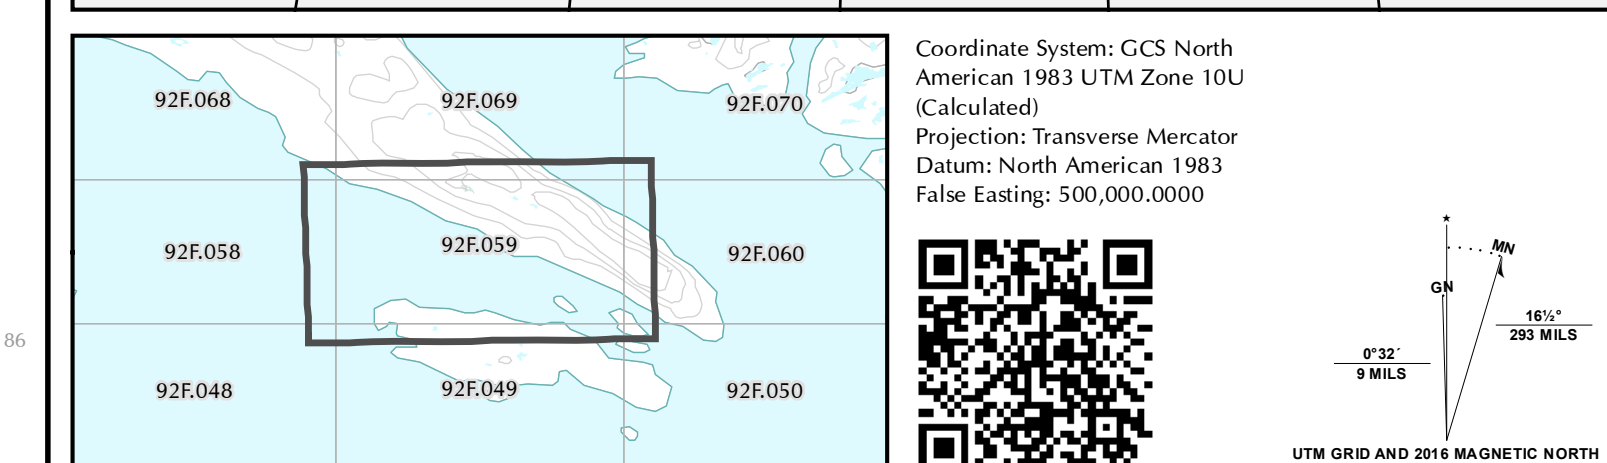 92F.068
92F.069
92F.070
92F.058
92F.059
92F.060
92F.048
92F.049
92F.050
86
Coordinate System: GCS North
American 1983 UTM Zone 10U
(Calculated)
Projection: Transverse Mercator
Datum: North American 1983
False Easting: 500,000.0000
MN
GN
16½°
293 MILS
0°32´
9 MILS
UTM GRID AND 2016 MAGNETIC NORTH